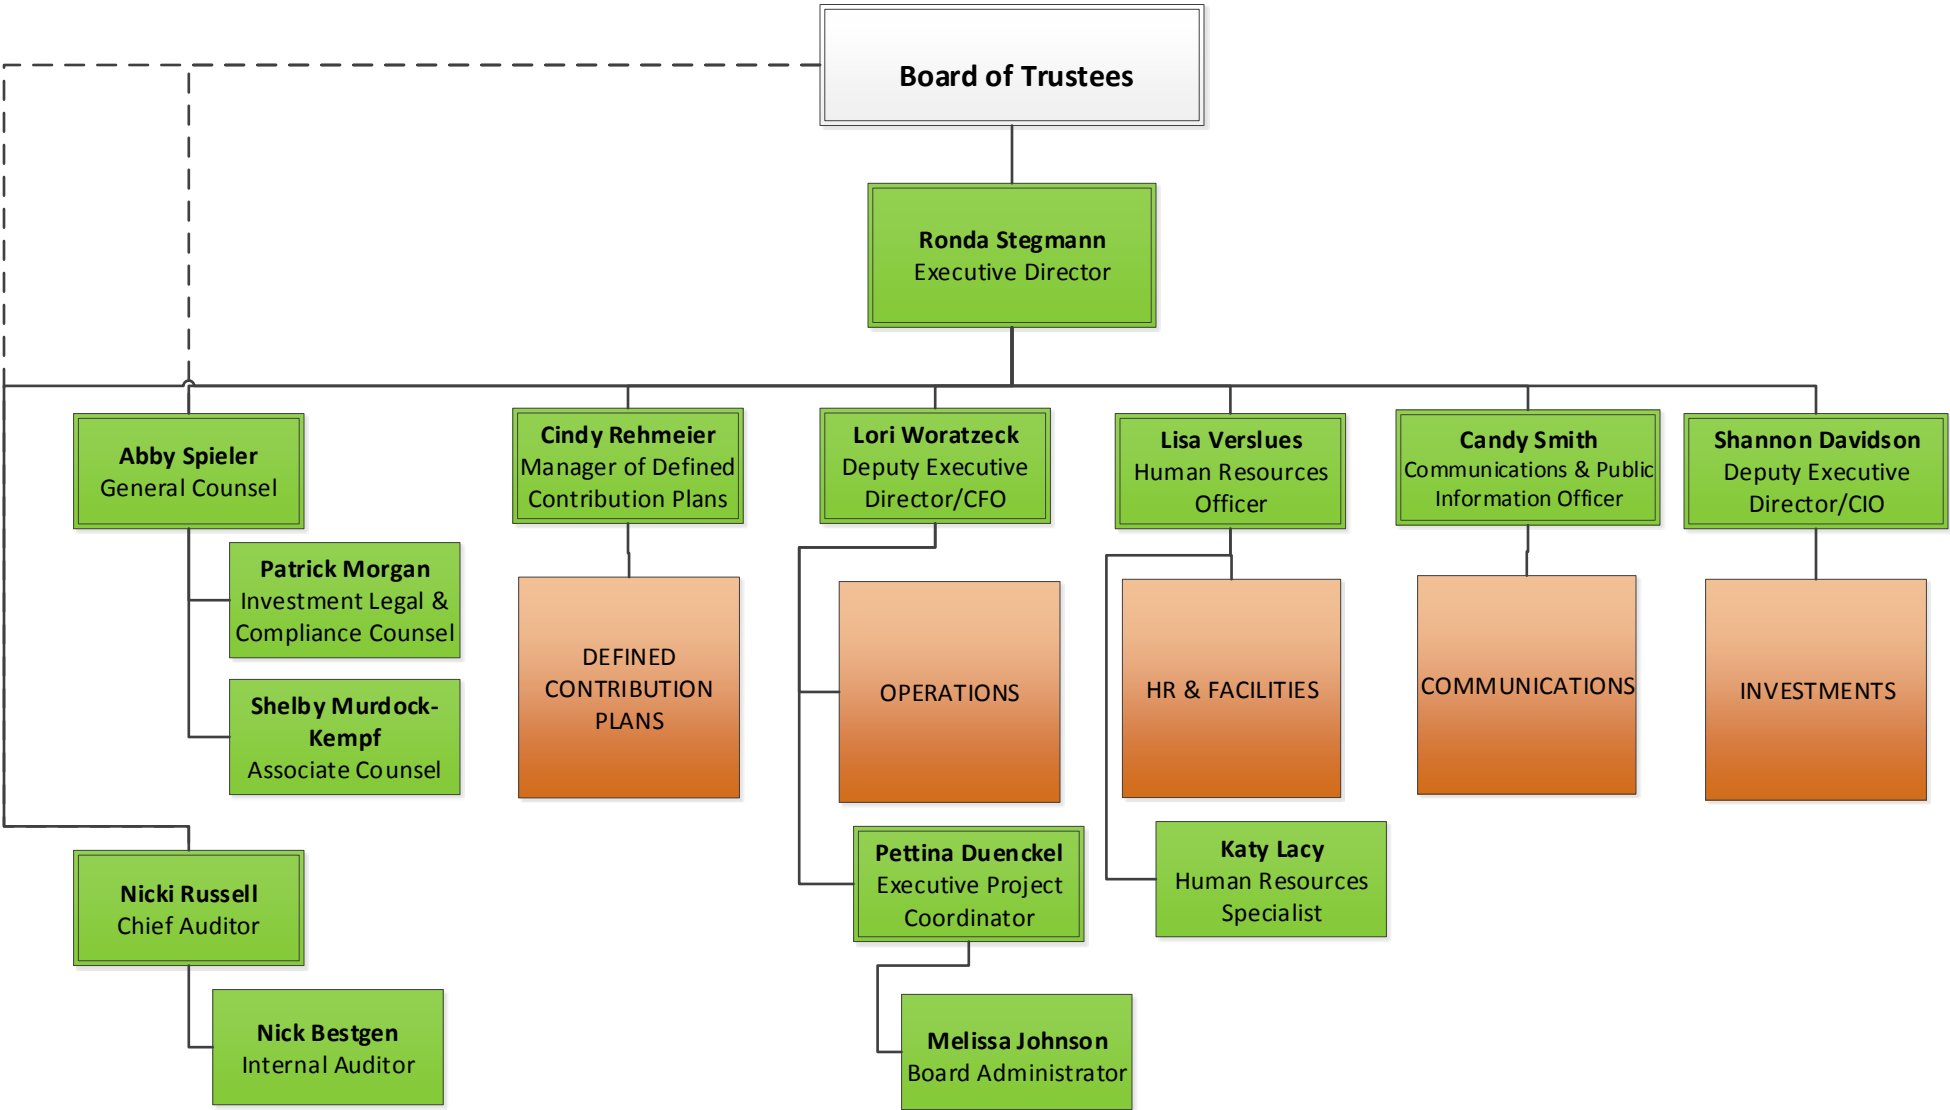 Board of Trustees
Ronda Stegmann
Executive Director
Abby Spieler
General Counsel
Cindy Rehmeier
Manager of Defined
Contribution Plans
Lori Woratzeck
Deputy Executive
Director/CFO
Lisa Verslues
Human Resources
Officer
Candy Smith
Communications & Public
Information Officer
Shannon Davidson
Deputy Executive
Director/CIO
Patrick Morgan
Investment Legal &
Compliance Counsel
Shelby Murdock-
Kempf
Associate Counsel
DEFINED
CONTRIBUTION
PLANS
OPERATIONS
HR & FACILITIES
COMMUNICATIONS
INVESTMENTS
Nicki Russell
Chief Auditor
Pettina Duenckel
Executive Project
Coordinator
Katy Lacy
Human Resources
Specialist
Nick Bestgen
Internal Auditor
Melissa Johnson
Board Administrator